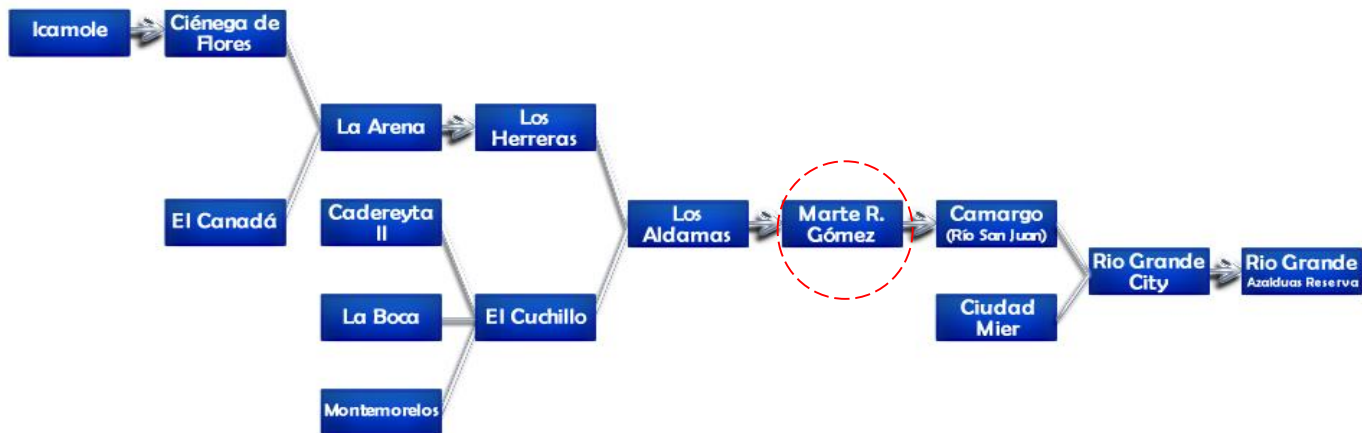 Icamole
Ciénega de
Flores
La Arena
Los
Herreras
El Canadá
Cadereyta
II
La Boca
El Cuchillo
Montemorelos
Los
Aldamas
Marte R.
Gómez
Camargo
(Río San Juan)
Ciudad
Mier
Rio Grande
City
Rio Grande
Azalduas Reserva